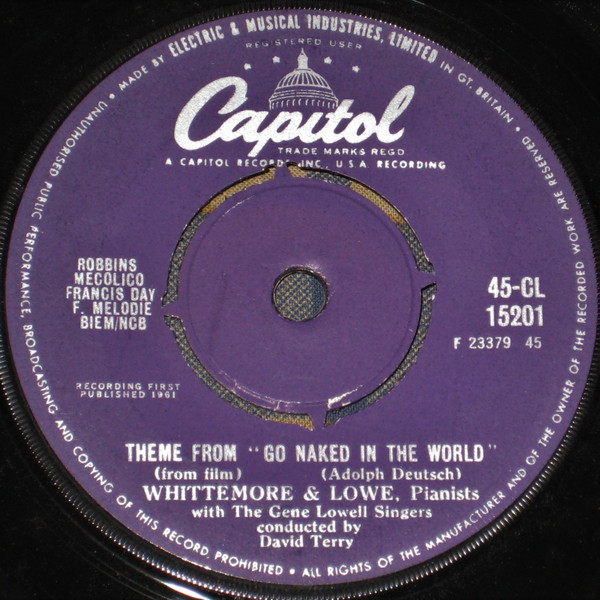 MADE BY ELECTRIC & MUSICAL INDUSTRIES, LIMITED IN GT. BRITAIN • ALL RIGHTS OF THE MANUFACTURER AND OF THE OWNER OF THE RECORDED WORK ARE RESERVED •
UNAUTHORISED PUBLIC PERFORMANCE, BROADCASTING AND COPYING OF THIS RECORD PROHIBITED •
REGISTERED USER
Capitol
TRADE MARKS REGD
A CAPITOL RECORDS, INC., U.S.A. RECORDING
ROBBINS
MECOLICO
FRANCIS DAY
F. MELODIE
BIEM/NCB
45-CL
15201
F 23379 45
RECORDING FIRST
PUBLISHED 1961
THEME FROM "GO NAKED IN THE WORLD"
(from film) (Adolph Deutsch)
WHITTEMORE & LOWE, Pianists
with The Gene Lowell Singers
conducted by
David Terry